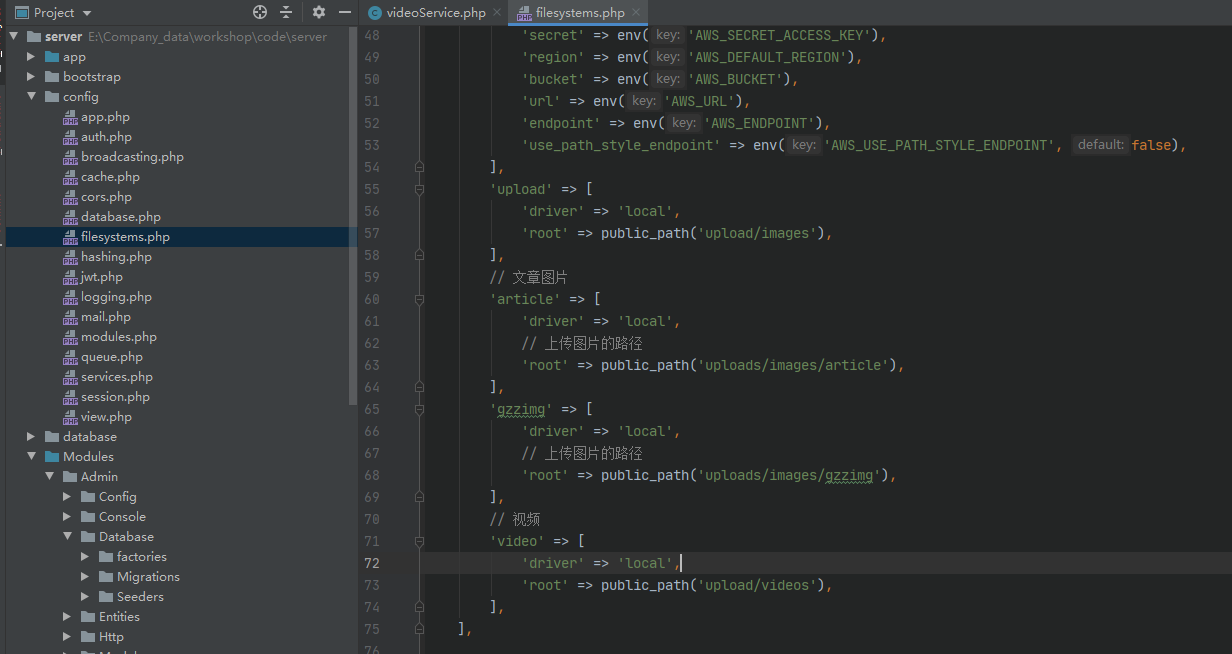 Project
server E:\Company_data\workshop\code\server
app
bootstrap
config
app.php
auth.php
broadcasting.php
cache.php
cors.php
database.php
filesystems.php
hashing.php
jwt.php
logging.php
mail.php
modules.php
queue.php
services.php
session.php
view.php
database
Modules
Admin
Config
Console
Database
factories
Migrations
Seeders
Entities
Http
videoService.php filesystems.php
48 'secret' => env( key: 'AWS_SECRET_ACCESS_KEY'),
49 'region' => env( key: 'AWS_DEFAULT_REGION'),
50 'bucket' => env( key: 'AWS_BUCKET'),
51 'url' => env( key: 'AWS_URL'),
52 'endpoint' => env( key: 'AWS_ENDPOINT'),
53 'use_path_style_endpoint' => env( key: 'AWS_USE_PATH_STYLE_ENDPOINT', default: false),
54 ],
55 'upload' => [
56 'driver' => 'local',
57 'root' => public_path('upload/images'),
58 ],
59 // 文章图片
60 'article' => [
61 'driver' => 'local',
62 // 上传图片的路径
63 'root' => public_path('uploads/images/article'),
64 ],
65 'gzzimg' => [
66 'driver' => 'local',
67 // 上传图片的路径
68 'root' => public_path('uploads/images/gzzimg'),
69 ],
70 // 视频
71 'video' => [
72 'driver' => 'local',
73 'root' => public_path('upload/videos'),
74 ],
75 ],
76